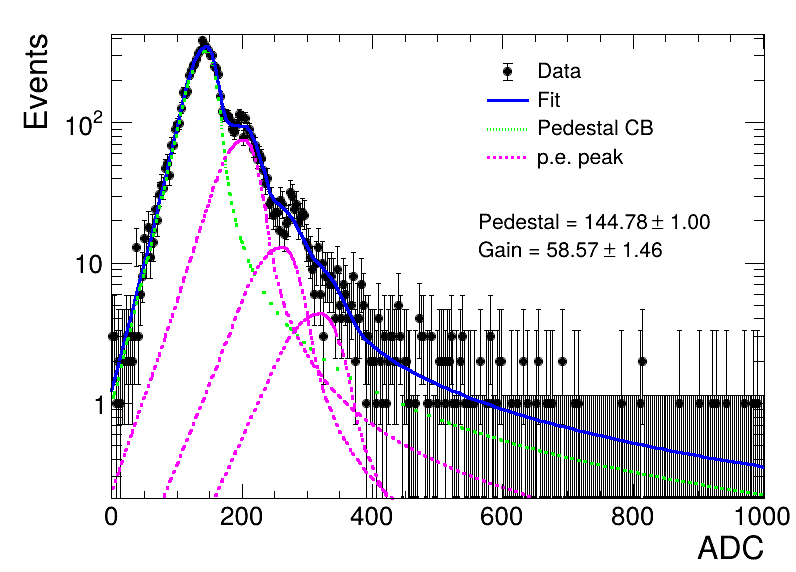 Events
10²
10
1
Data
Fit
Pedestal CB
p.e. peak
Pedestal = 144.78 ± 1.00
Gain = 58.57 ± 1.46
0 200 400 600 800 1000
ADC